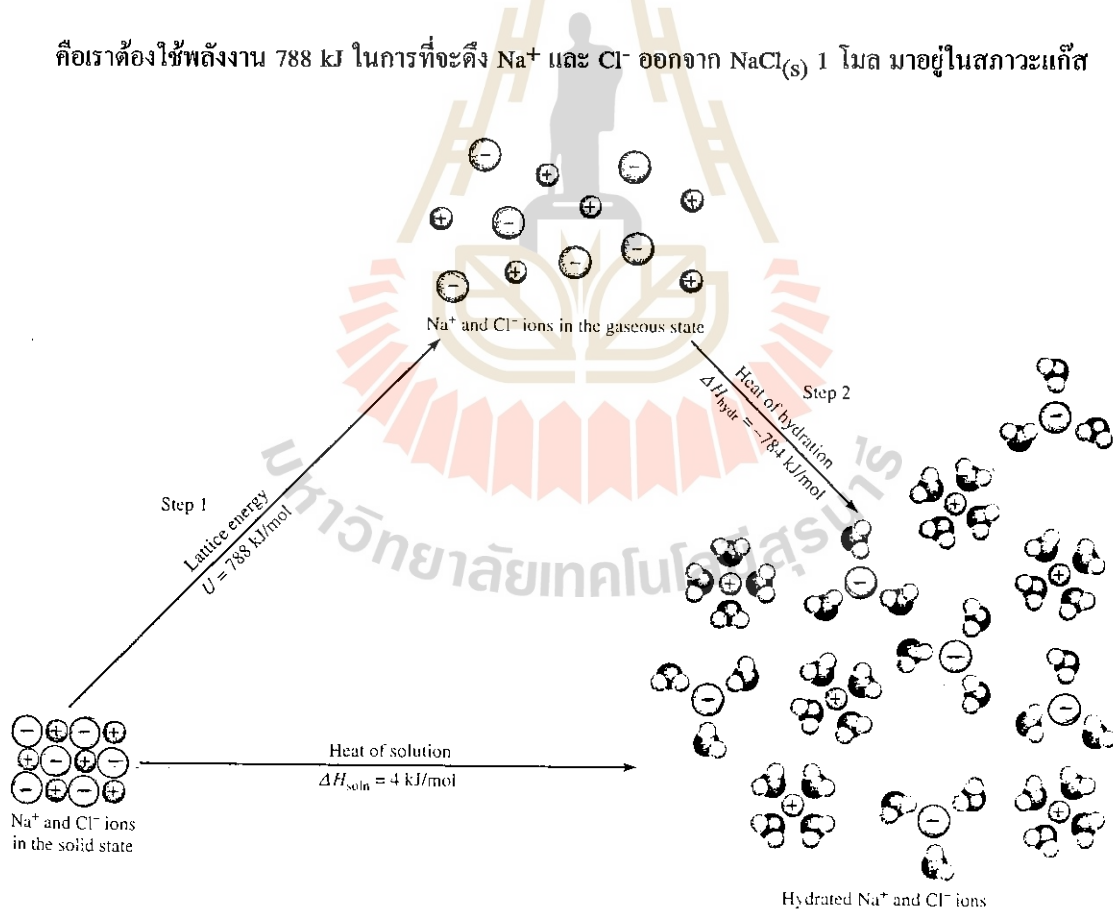 คือเราต้องใช้พลังงาน 788 kJ ในการที่จะดึง Na⁺ และ Cl⁻ ออกจาก NaCl(s) 1 โมล มาอยู่ในสภาวะแก๊ส
Na⁺ and Cl⁻ ions in the gaseous state
Step 1
Lattice energy
U = 788 kJ/mol
Heat of hydration
ΔH_hydr = −784 kJ/mol
Step 2
มหาวิทยาลัยเทคโนโลยีสุรนารี
Heat of solution
ΔH_soln = 4 kJ/mol
Na⁺ and Cl⁻ ions
in the solid state
Hydrated Na⁺ and Cl⁻ ions